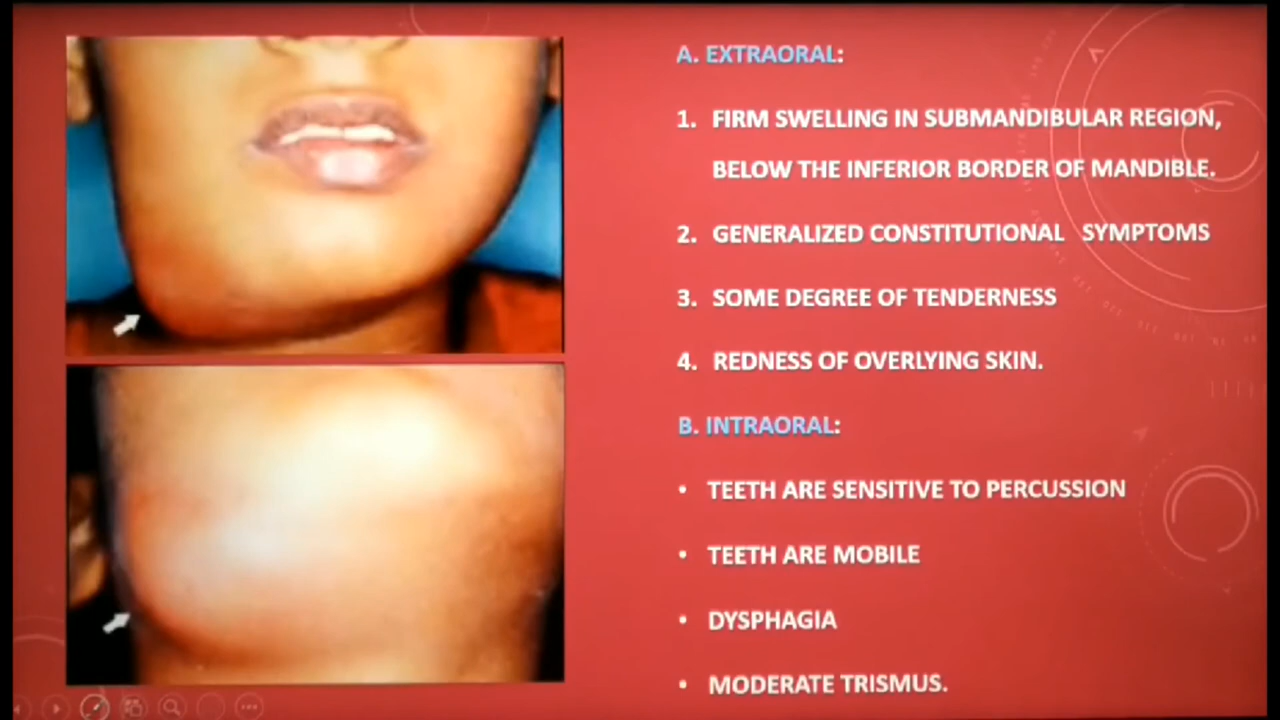 A. EXTRAORAL:
1. FIRM SWELLING IN SUBMANDIBULAR REGION,
BELOW THE INFERIOR BORDER OF MANDIBLE.
2. GENERALIZED CONSTITUTIONAL SYMPTOMS
3. SOME DEGREE OF TENDERNESS
4. REDNESS OF OVERLYING SKIN.
B. INTRAORAL:
• TEETH ARE SENSITIVE TO PERCUSSION
• TEETH ARE MOBILE
• DYSPHAGIA
• MODERATE TRISMUS.